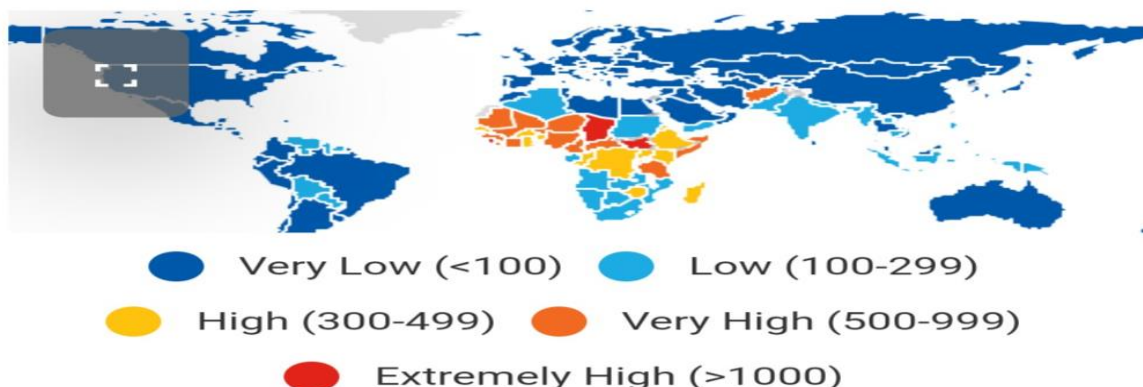 Very Low (<100) Low (100-299)
High (300-499) Very High (500-999)
Extremely High (>1000)